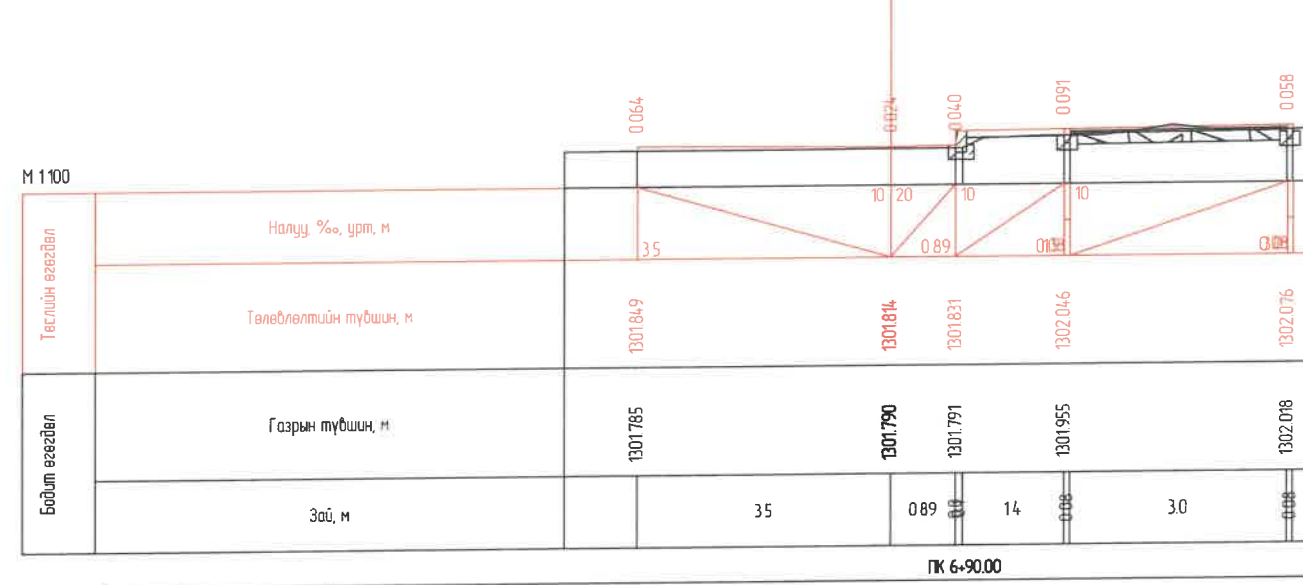 0.064 0.024 0.040 0.091 0.058
М 1:100
Төслийн өгөгдөл
Налуу, ‰, урт, м
10 20 10 10
3.5 0.89
Төлөвлөлтийн түвшин, м
1301.849 1301.814 1301.831 1302.046 1302.076
Бодит өгөгдөл
Газрын түвшин, м
1301.785 1301.790 1301.791 1301.955 1302.018
Зай, м
3.5 0.89 1.4 0.08 3.0 0.08
ПК 6+90.00